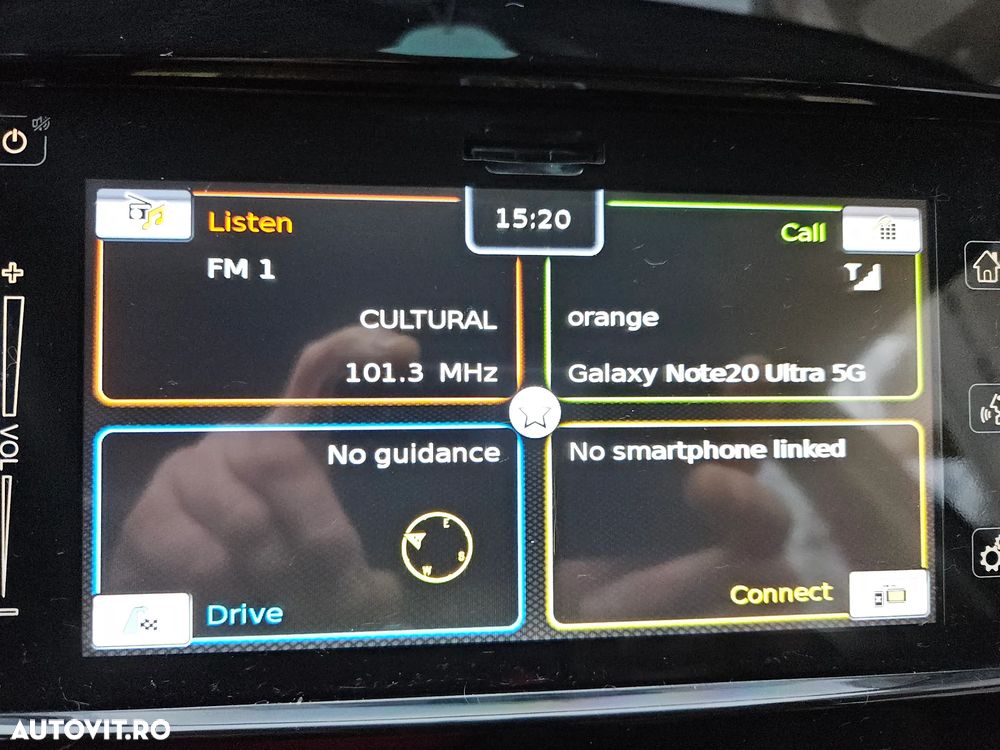 15:20
Listen
FM 1
CULTURAL
101.3 MHz
Call
orange
Galaxy Note20 Ultra 5G
VOL
No guidance
E
S
W
Drive
No smartphone linked
Connect
AUTOVIT.RO